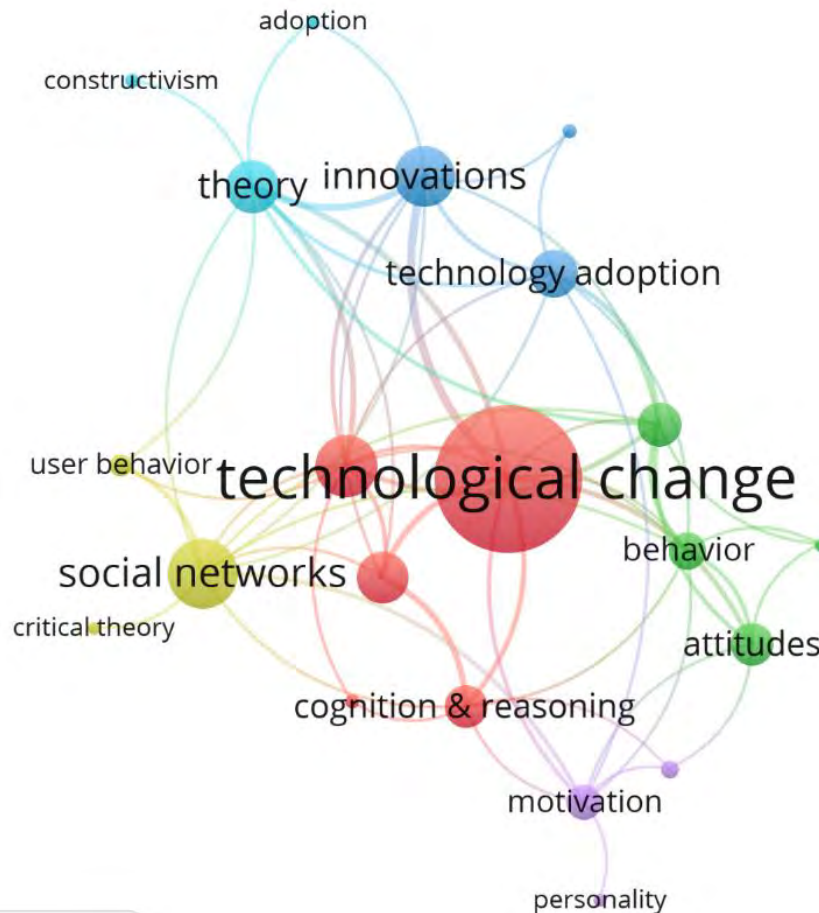 adoption
constructivism
theory
innovations
technology adoption
user behavior
technological change
behavior
social networks
critical theory
attitudes
cognition & reasoning
motivation
personality